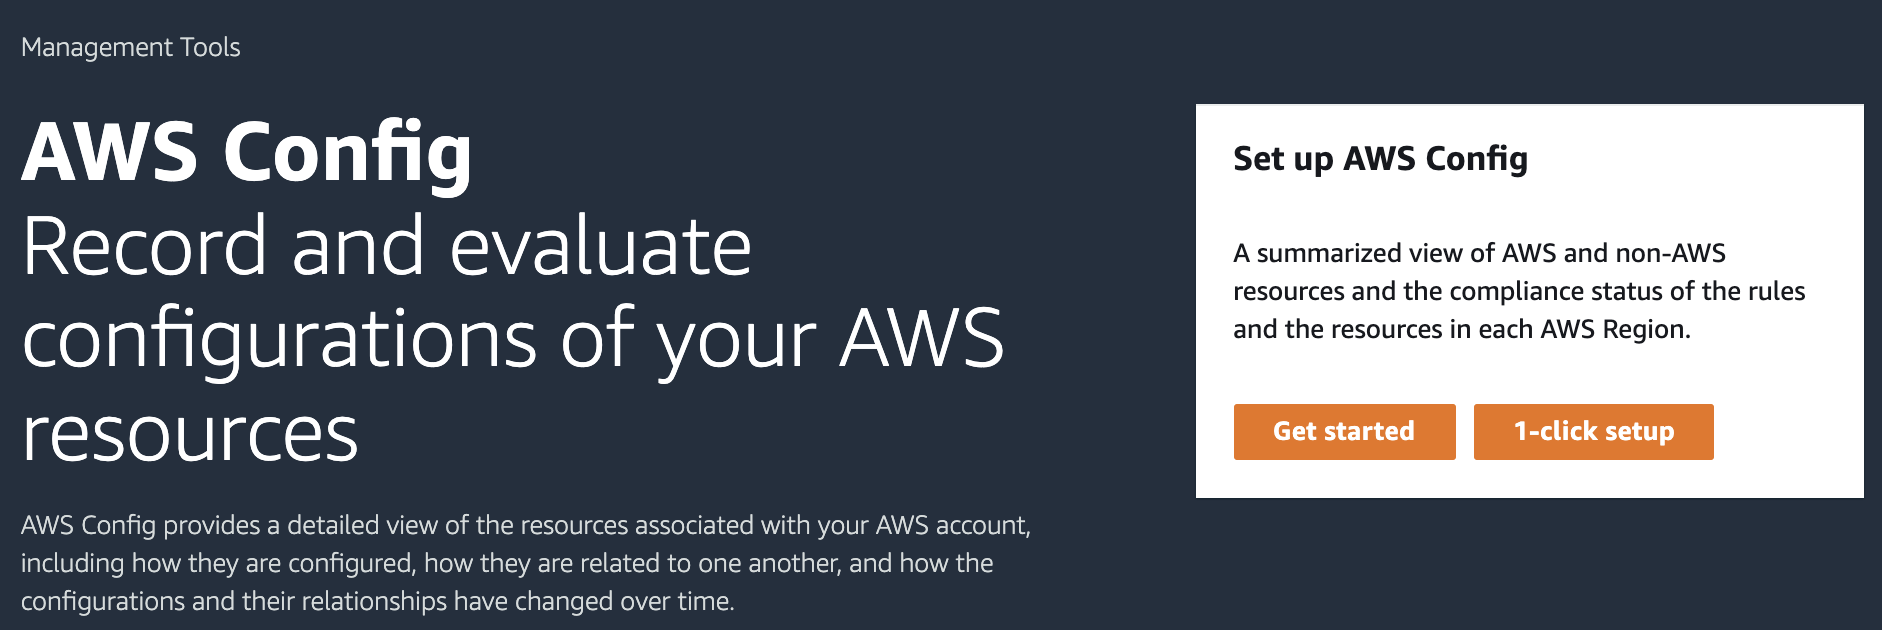 Management Tools
AWS Config
Record and evaluate
configurations of your AWS
resources
AWS Config provides a detailed view of the resources associated with your AWS account,
including how they are configured, how they are related to one another, and how the
configurations and their relationships have changed over time.
Set up AWS Config
A summarized view of AWS and non-AWS
resources and the compliance status of the rules
and the resources in each AWS Region.
Get started
1-click setup